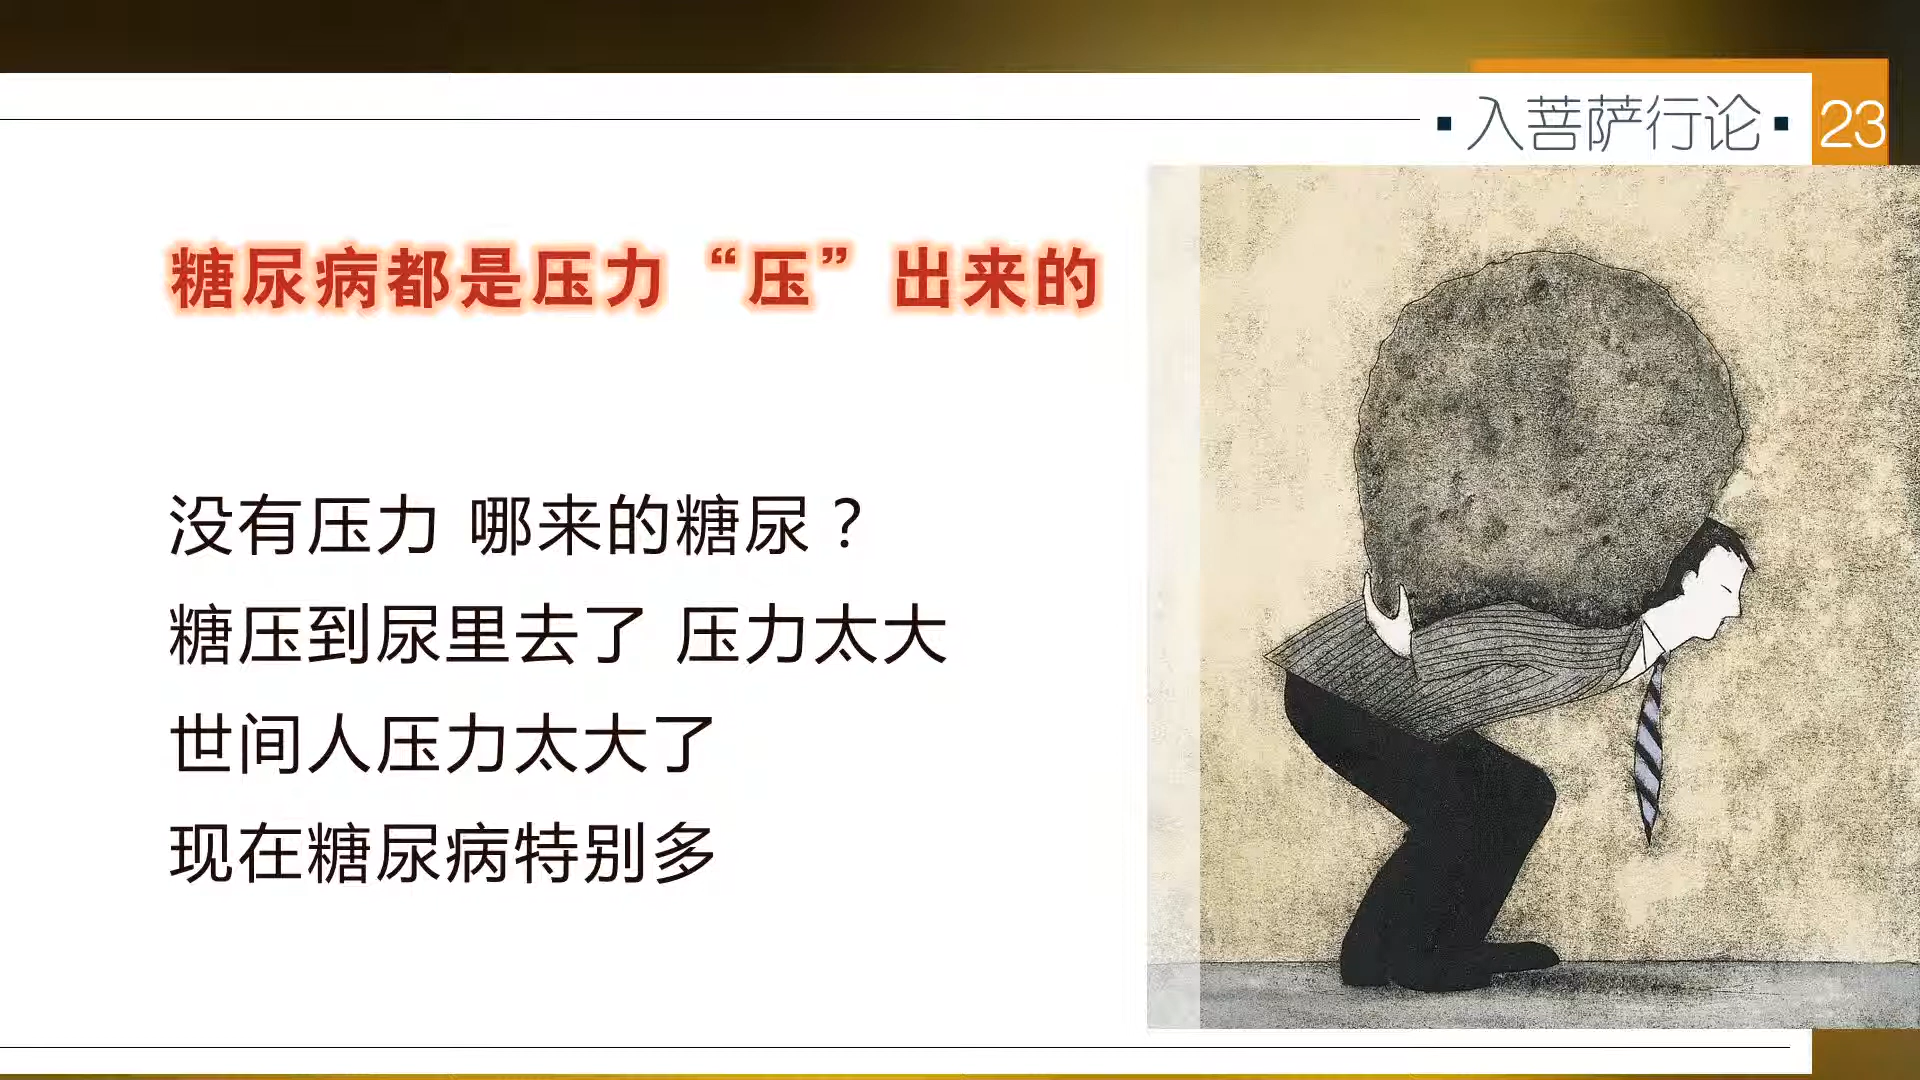 ▪入菩萨行论▪ 23
糖尿病都是压力“压”出来的
没有压力 哪来的糖尿？
糖压到尿里去了 压力太大
世间人压力太大了
现在糖尿病特别多